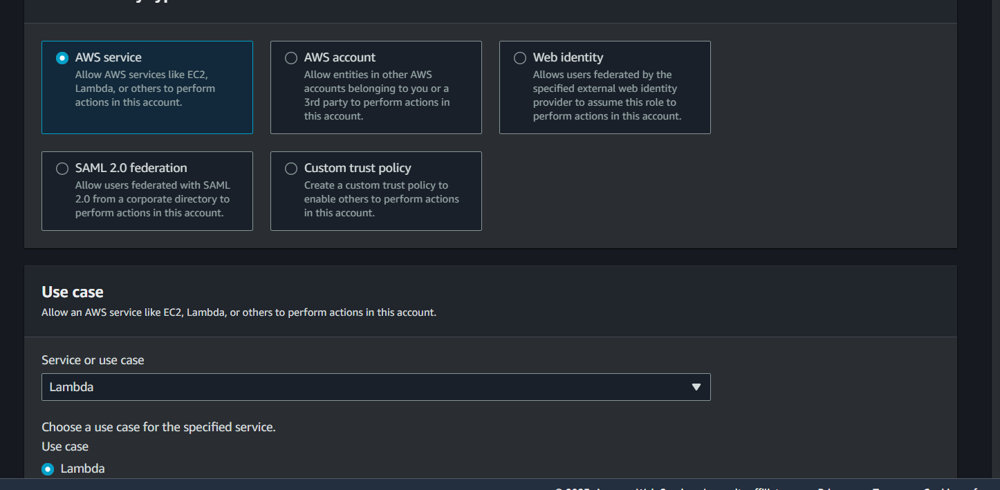 AWS service
Allow AWS services like EC2,
Lambda, or others to perform
actions in this account.
AWS account
Allow entities in other AWS
accounts belonging to you or a
3rd party to perform actions in
this account.
Web identity
Allows users federated by the
specified external web identity
provider to assume this role to
perform actions in this account.
SAML 2.0 federation
Allow users federated with SAML
2.0 from a corporate directory to
perform actions in this account.
Custom trust policy
Create a custom trust policy to
enable others to perform actions
in this account.
Use case
Allow an AWS service like EC2, Lambda, or others to perform actions in this account.
Service or use case
Lambda
Choose a use case for the specified service.
Use case
Lambda